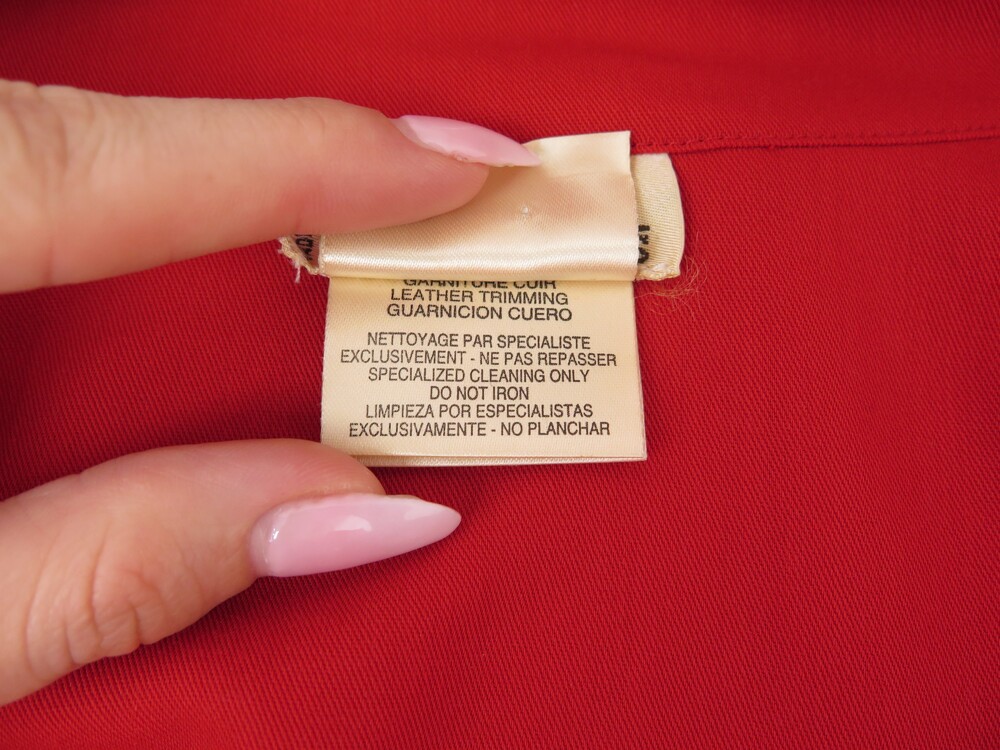 GARNITURE CUIR
LEATHER TRIMMING
GUARNICION CUERO
NETTOYAGE PAR SPECIALISTE
EXCLUSIVEMENT - NE PAS REPASSER
SPECIALIZED CLEANING ONLY
DO NOT IRON
LIMPIEZA POR ESPECIALISTAS
EXCLUSIVAMENTE - NO PLANCHAR